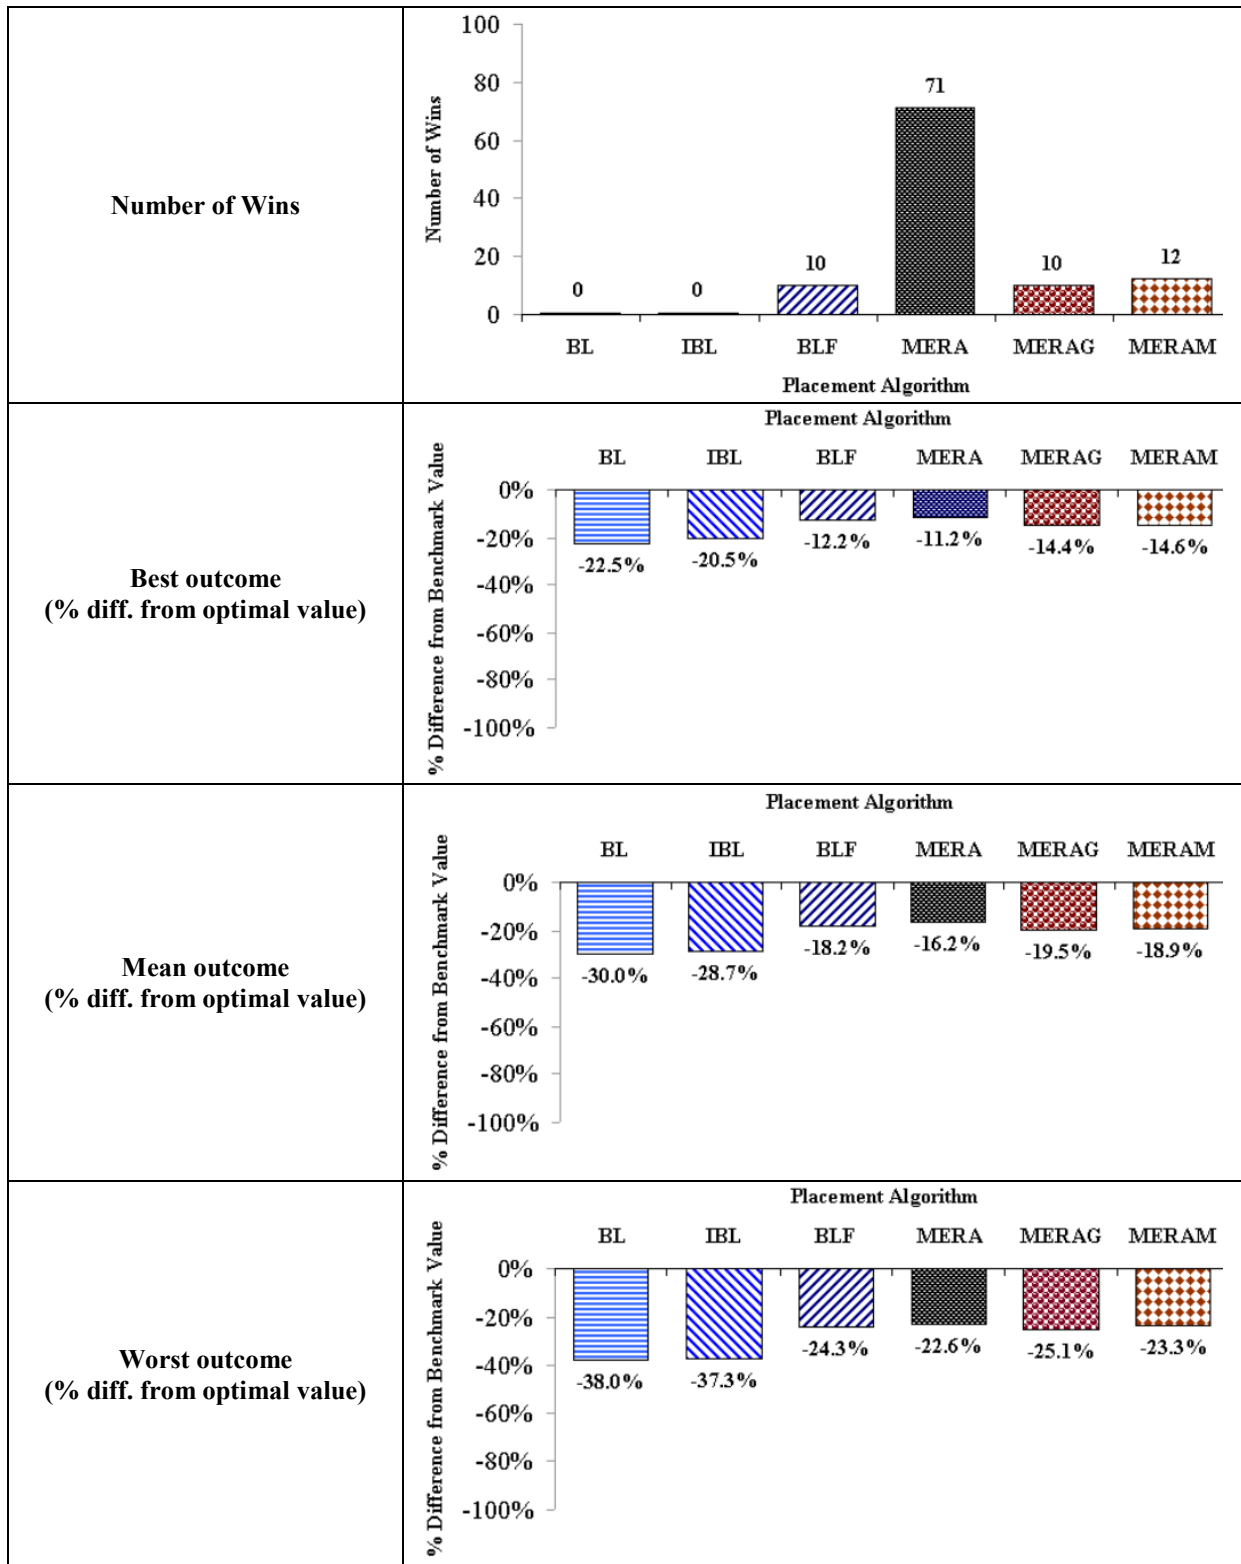 Number of Wins
Number of Wins
100
80
60
40
20
0
0
0
10
71
10
12
BL IBL BLF MERA MERAG MERAM
Placement Algorithm
Best outcome
(% diff. from optimal value)
Placement Algorithm
BL IBL BLF MERA MERAG MERAM
% Difference from Benchmark Value
0%
-20%
-40%
-60%
-80%
-100%
-22.5%
-20.5%
-12.2%
-11.2%
-14.4%
-14.6%
Mean outcome
(% diff. from optimal value)
Placement Algorithm
BL IBL BLF MERA MERAG MERAM
% Difference from Benchmark Value
0%
-20%
-40%
-60%
-80%
-100%
-30.0%
-28.7%
-18.2%
-16.2%
-19.5%
-18.9%
Worst outcome
(% diff. from optimal value)
Placement Algorithm
BL IBL BLF MERA MERAG MERAM
% Difference from Benchmark Value
0%
-20%
-40%
-60%
-80%
-100%
-38.0%
-37.3%
-24.3%
-22.6%
-25.1%
-23.3%